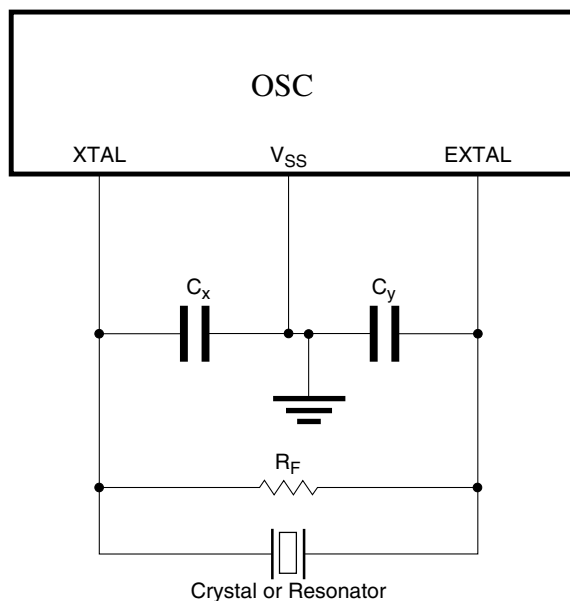 OSC
XTAL VSS EXTAL
Cx Cy
RF
Crystal or Resonator